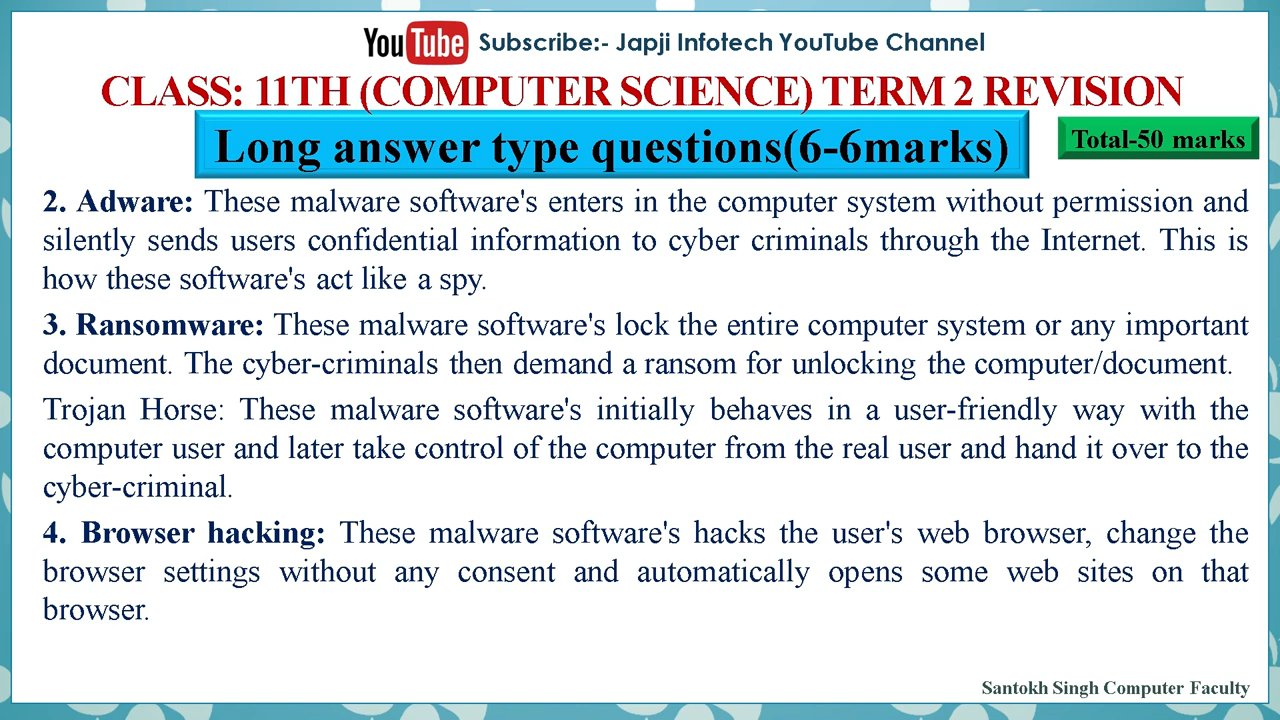 YouTube Subscribe:- Japji Infotech YouTube Channel
CLASS: 11TH (COMPUTER SCIENCE) TERM 2 REVISION
Long answer type questions(6-6marks)
Total-50 marks
2. Adware: These malware software's enters in the computer system without permission and
silently sends users confidential information to cyber criminals through the Internet. This is
how these software's act like a spy.
3. Ransomware: These malware software's lock the entire computer system or any important
document. The cyber-criminals then demand a ransom for unlocking the computer/document.
Trojan Horse: These malware software's initially behaves in a user-friendly way with the
computer user and later take control of the computer from the real user and hand it over to the
cyber-criminal.
4. Browser hacking: These malware software's hacks the user's web browser, change the
browser settings without any consent and automatically opens some web sites on that
browser.
Santokh Singh Computer Faculty